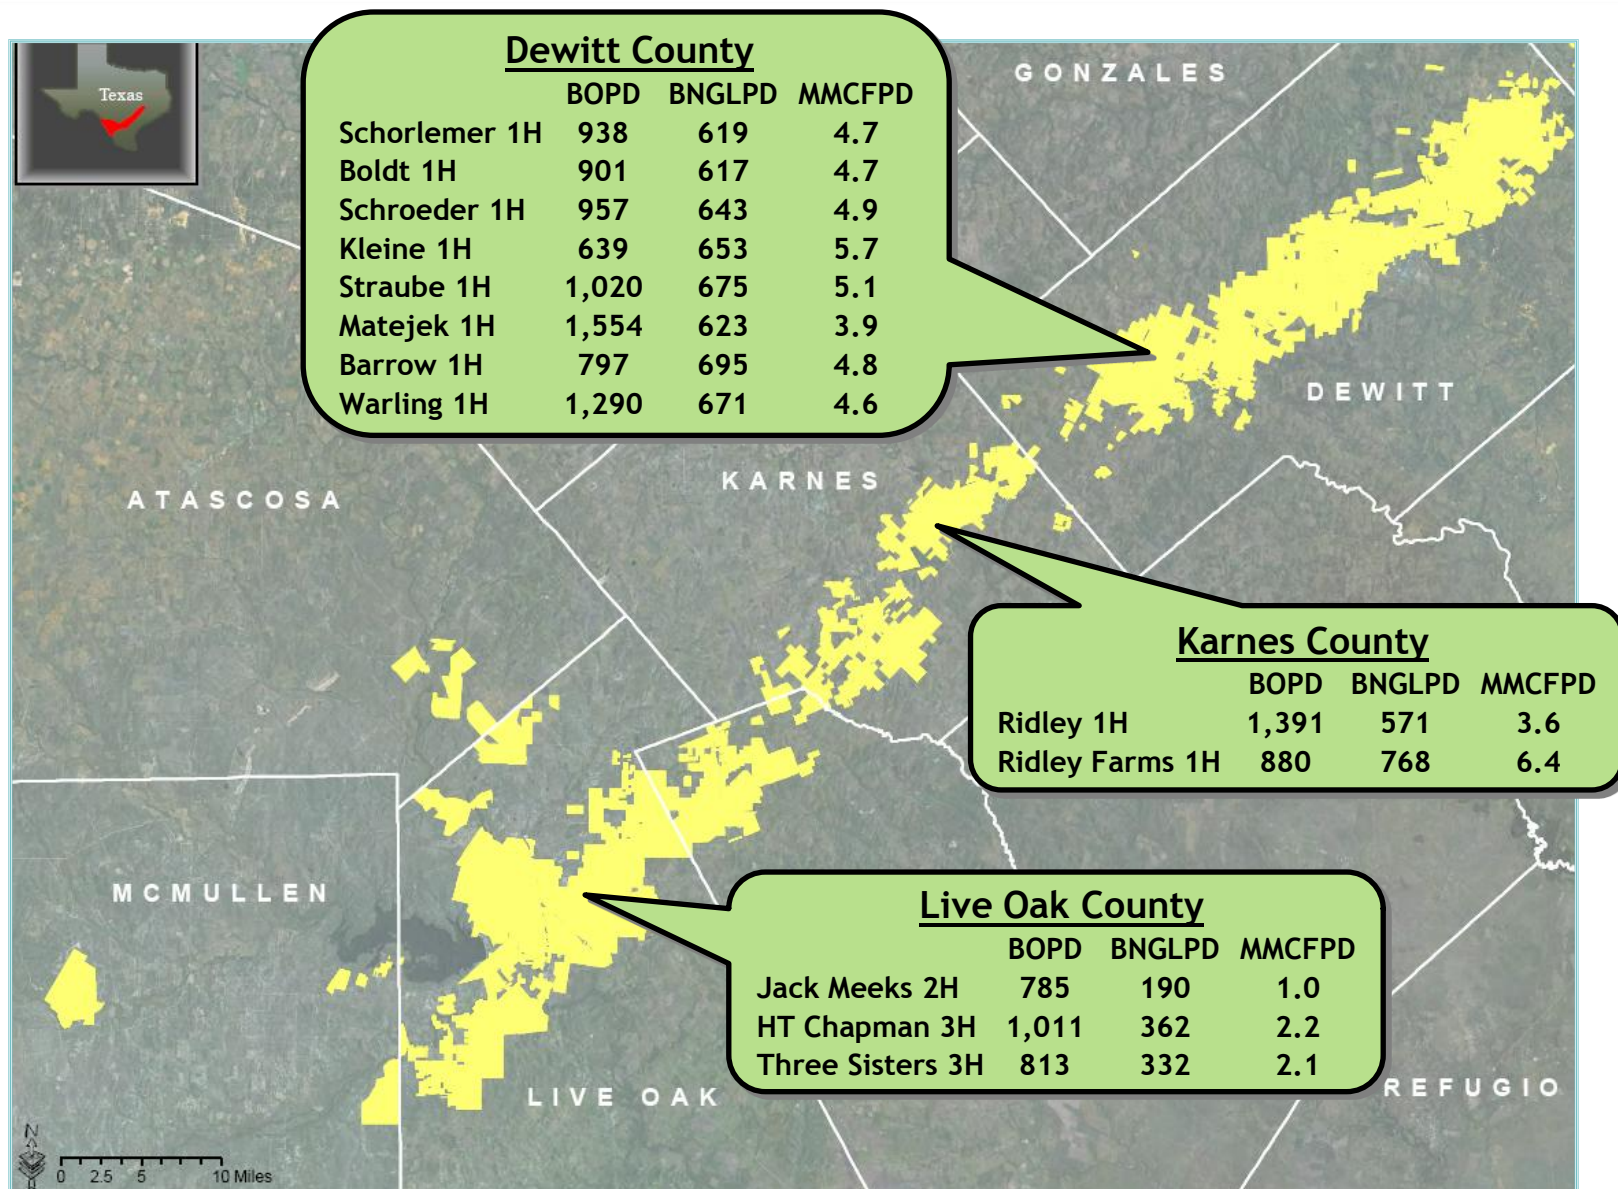 Texas
Dewitt County
BOPD BNGLPD MMCFPD
Schorlemer 1H 938 619 4.7
Boldt 1H 901 617 4.7
Schroeder 1H 957 643 4.9
Kleine 1H 639 653 5.7
Straube 1H 1,020 675 5.1
Matejek 1H 1,554 623 3.9
Barrow 1H 797 695 4.8
Warling 1H 1,290 671 4.6
GONZALES
DEWITT
KARNES
ATASCOSA
Karnes County
BOPD BNGLPD MMCFPD
Ridley 1H 1,391 571 3.6
Ridley Farms 1H 880 768 6.4
MCMULLEN
Live Oak County
BOPD BNGLPD MMCFPD
Jack Meeks 2H 785 190 1.0
HT Chapman 3H 1,011 362 2.2
Three Sisters 3H 813 332 2.1
LIVE OAK
REFUGIO
N
0 2.5 5 10 Miles